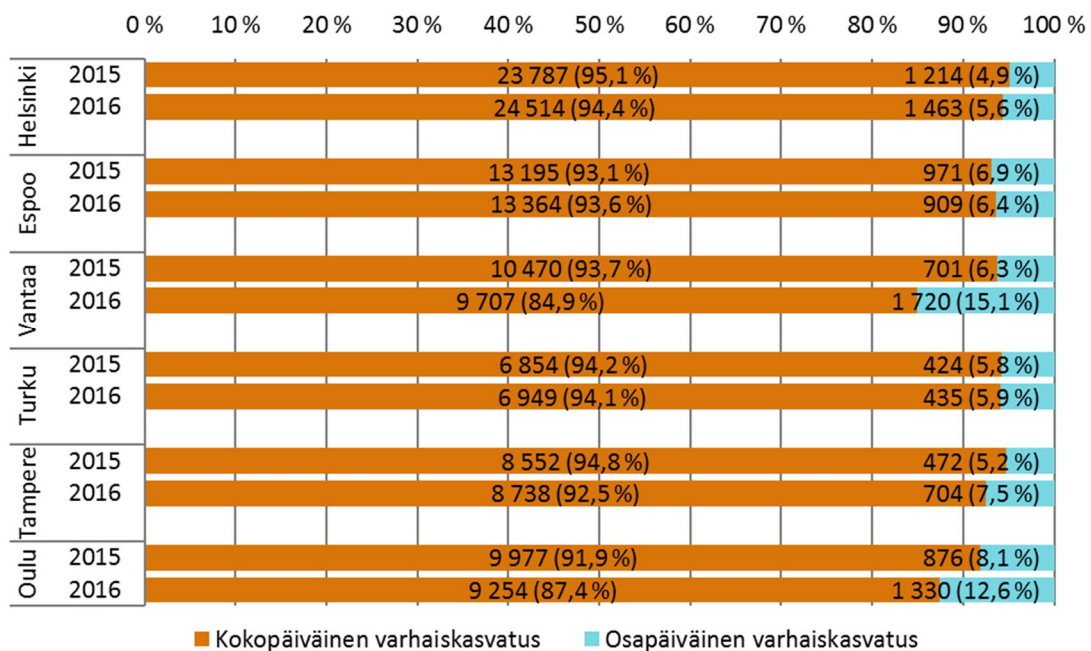 0 % 10 % 20 % 30 % 40 % 50 % 60 % 70 % 80 % 90 % 100 %
Helsinki
2015 23 787 (95,1 %) 1 214 (4,9 %)
2016 24 514 (94,4 %) 1 463 (5,6 %)
Espoo
2015 13 195 (93,1 %) 971 (6,9 %)
2016 13 364 (93,6 %) 909 (6,4 %)
Vantaa
2015 10 470 (93,7 %) 701 (6,3 %)
2016 9 707 (84,9 %) 1 720 (15,1 %)
Turku
2015 6 854 (94,2 %) 424 (5,8 %)
2016 6 949 (94,1 %) 435 (5,9 %)
Tampere
2015 8 552 (94,8 %) 472 (5,2 %)
2016 8 738 (92,5 %) 704 (7,5 %)
Oulu
2015 9 977 (91,9 %) 876 (8,1 %)
2016 9 254 (87,4 %) 1 330 (12,6 %)
Kokopäiväinen varhaiskasvatus Osapäiväinen varhaiskasvatus